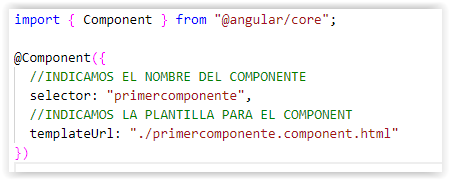 import { Component } from "@angular/core";
@Component({
//INDICAMOS EL NOMBRE DEL COMPONENTE
selector: "primercomponente",
//INDICAMOS LA PLANTILLA PARA EL COMPONENT
templateUrl: "./primercomponente.component.html"
})